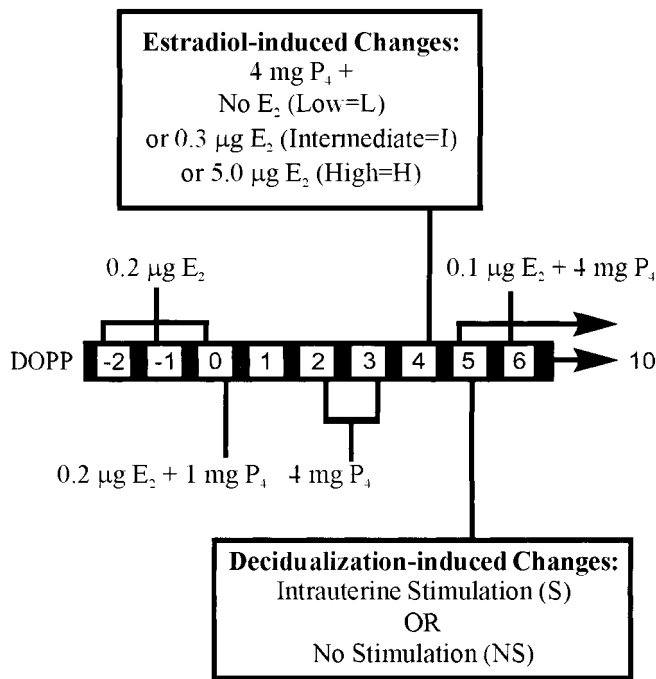 Estradiol-induced Changes:
4 mg P₄ +
No E₂ (Low=L)
or 0.3 μg E₂ (Intermediate=I)
or 5.0 μg E₂ (High=H)
0.2 μg E₂
0.1 μg E₂ + 4 mg P₄
DOPP -2 -1 0 1 2 3 4 5 6 10
0.2 μg E₂ + 1 mg P₄ 4 mg P₄
Decidualization-induced Changes:
Intrauterine Stimulation (S)
OR
No Stimulation (NS)